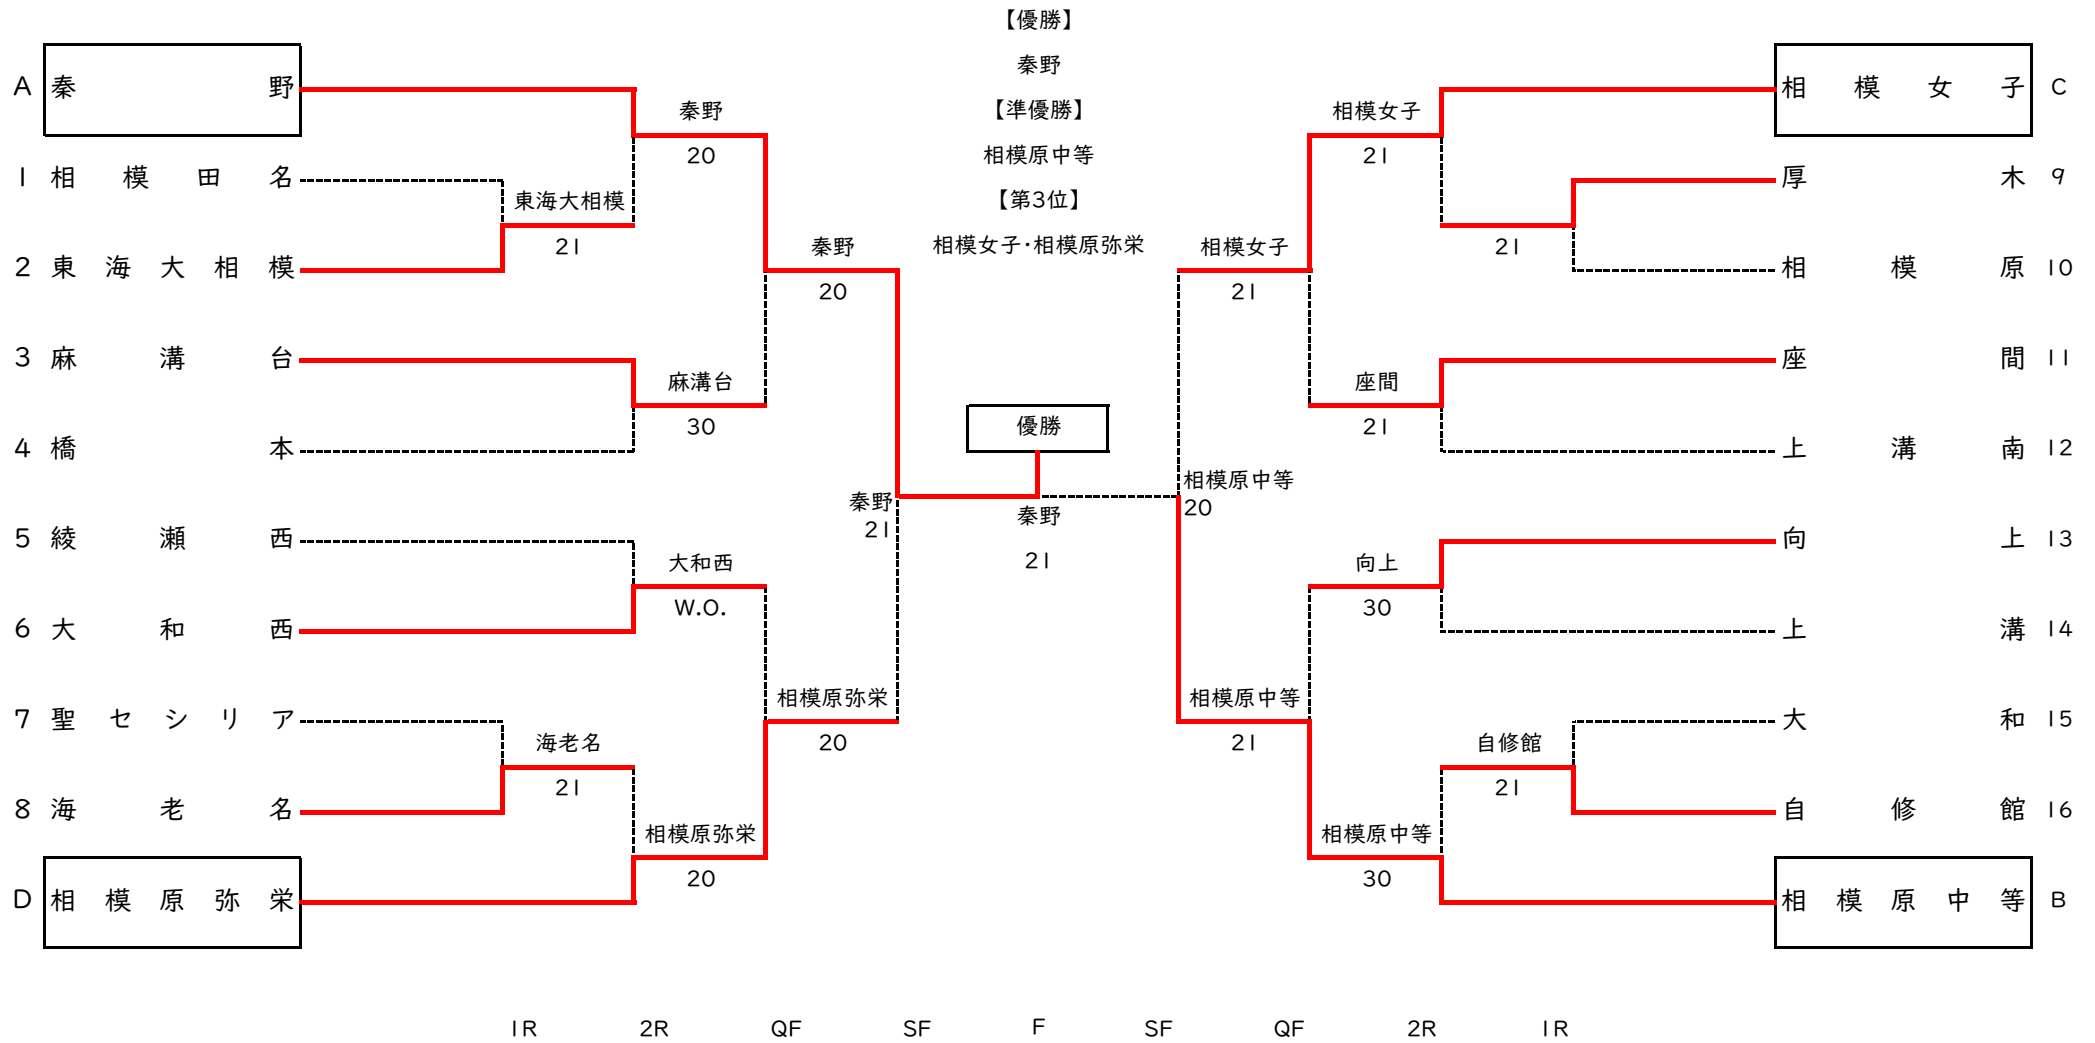 【優勝】
A 秦野
秦野
相模女子 C
秦野
【準優勝】
相模女子
20
相模原中等
21
1 相模田名
厚木 9
東海大相模
【第3位】
21
秦野
相模女子・相模原弥栄
相模女子
21
2 東海大相模
相模原 10
20
21
3 麻溝台
座間 11
麻溝台
座間
30
優勝
21
4 橋本
上溝南 12
秦野
21
相模原中等
20
秦野
5 綾瀬西
向上 13
大和西
21
向上
W.O.
30
6 大和西
上溝 14
相模原弥栄
相模原中等
7 聖セシリア
大和 15
海老名
20
21
自修館
21
21
8 海老名
自修館 16
相模原弥栄
相模原中等
20
30
D 相模原弥栄
相模原中等 B
1R 2R QF SF F SF QF 2R 1R